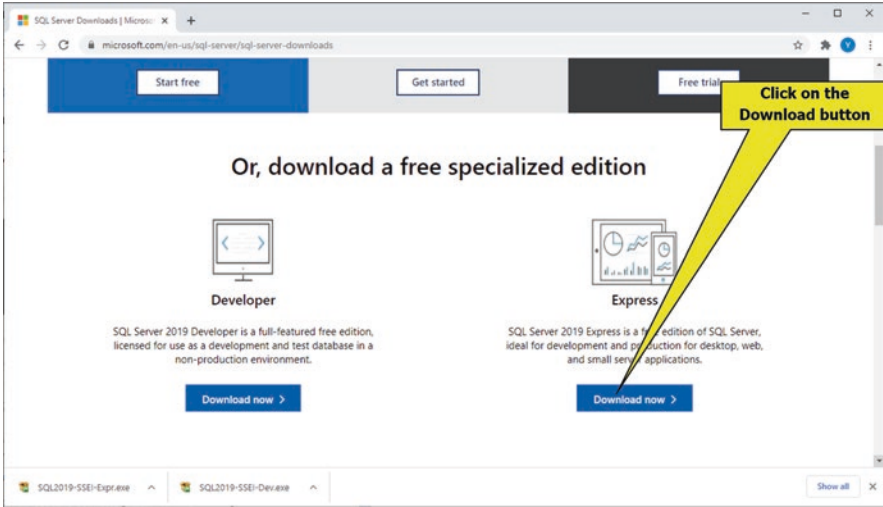 SQL Server Downloads | Microso
microsoft.com/en-us/sql-server/sql-server-downloads
Y
Start free
Get started
Free trial
Click on the
Download button
Or, download a free specialized edition
Developer
SQL Server 2019 Developer is a full-featured free edition,
licensed for use as a development and test database in a
non-production environment.
Download now
Express
SQL Server 2019 Express is a free edition of SQL Server,
ideal for development and production for desktop, web,
and small server applications.
Download now
SQL2019-SSEI-Expr.exe
SQL2019-SSEI-Dev.exe
Show all